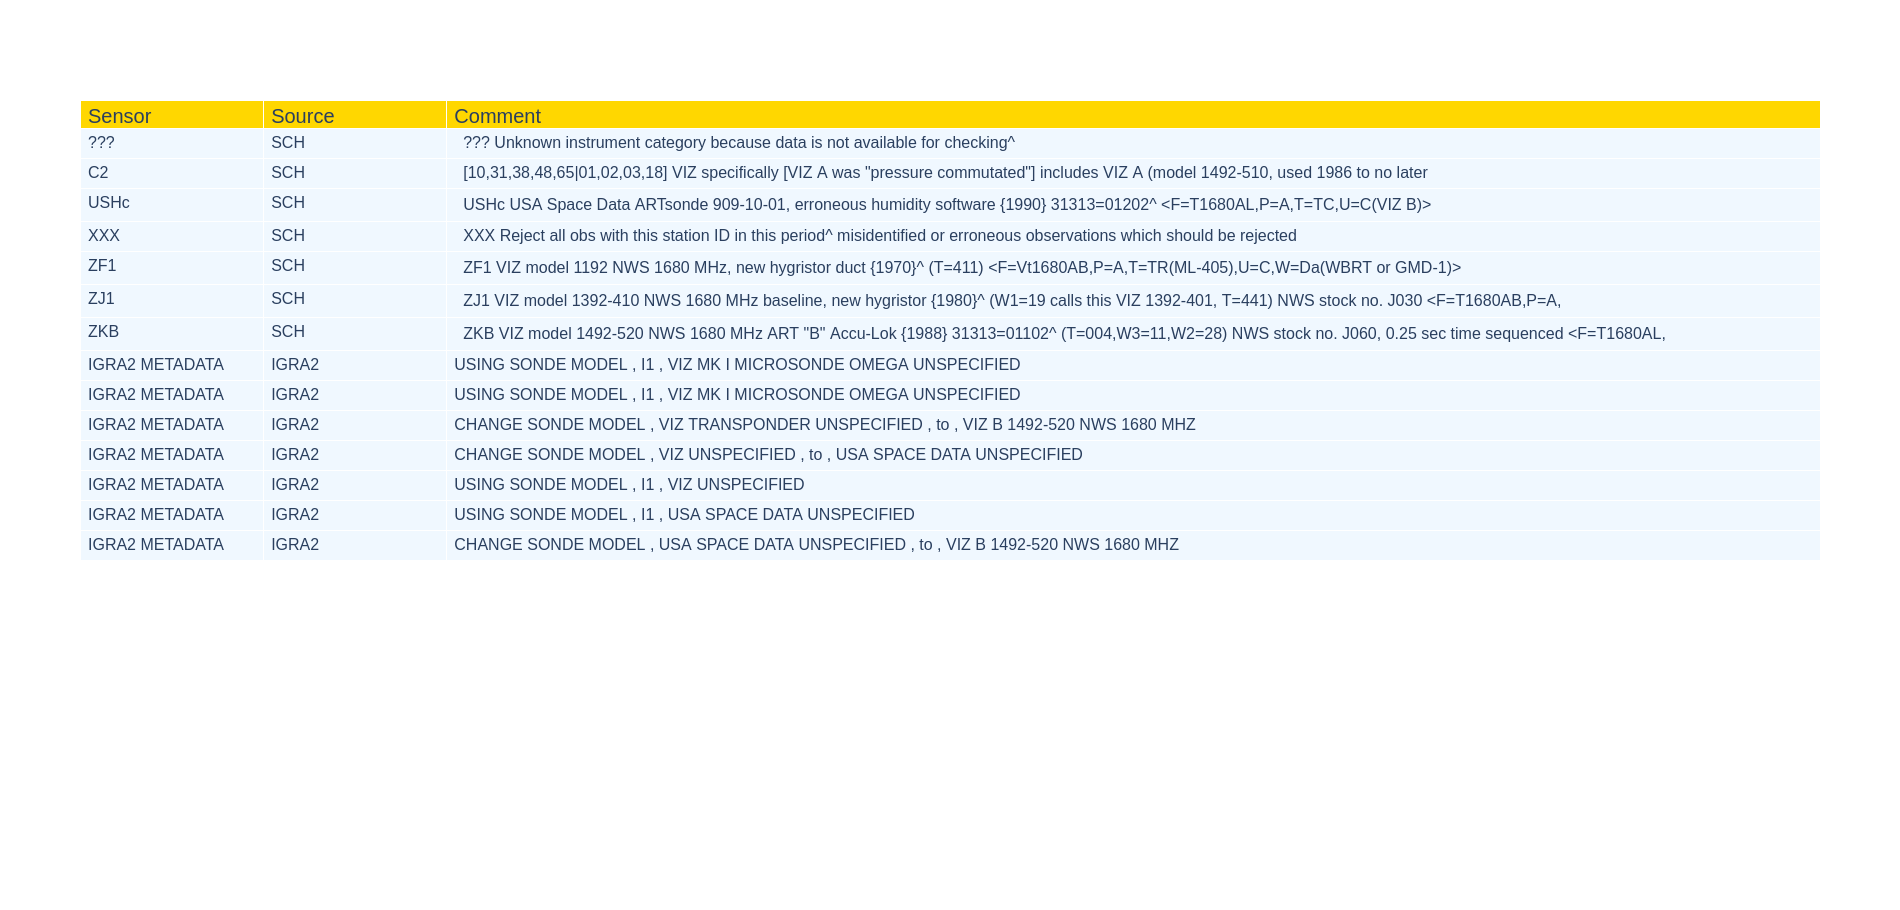 Sensor Source Comment
??? SCH ??? Unknown instrument category because data is not available for checking^
C2 SCH [10,31,38,48,65|01,02,03,18] VIZ specifically [VIZ A was "pressure commutated"] includes VIZ A (model 1492-510, used 1986 to no later
USHc SCH USHc USA Space Data ARTsonde 909-10-01, erroneous humidity software {1990} 31313=01202^ <F=T1680AL,P=A,T=TC,U=C(VIZ B)>
XXX SCH XXX Reject all obs with this station ID in this period^ misidentified or erroneous observations which should be rejected
ZF1 SCH ZF1 VIZ model 1192 NWS 1680 MHz, new hygristor duct {1970}^ (T=411) <F=Vt1680AB,P=A,T=TR(ML-405),U=C,W=Da(WBRT or GMD-1)>
ZJ1 SCH ZJ1 VIZ model 1392-410 NWS 1680 MHz baseline, new hygristor {1980}^ (W1=19 calls this VIZ 1392-401, T=441) NWS stock no. J030 <F=T1680AB,P=A,
ZKB SCH ZKB VIZ model 1492-520 NWS 1680 MHz ART "B" Accu-Lok {1988} 31313=01102^ (T=004,W3=11,W2=28) NWS stock no. J060, 0.25 sec time sequenced <F=T1680AL,
IGRA2 METADATA IGRA2 USING SONDE MODEL , I1 , VIZ MK I MICROSONDE OMEGA UNSPECIFIED
IGRA2 METADATA IGRA2 USING SONDE MODEL , I1 , VIZ MK I MICROSONDE OMEGA UNSPECIFIED
IGRA2 METADATA IGRA2 CHANGE SONDE MODEL , VIZ TRANSPONDER UNSPECIFIED , to , VIZ B 1492-520 NWS 1680 MHZ
IGRA2 METADATA IGRA2 CHANGE SONDE MODEL , VIZ UNSPECIFIED , to , USA SPACE DATA UNSPECIFIED
IGRA2 METADATA IGRA2 USING SONDE MODEL , I1 , VIZ UNSPECIFIED
IGRA2 METADATA IGRA2 USING SONDE MODEL , I1 , USA SPACE DATA UNSPECIFIED
IGRA2 METADATA IGRA2 CHANGE SONDE MODEL , USA SPACE DATA UNSPECIFIED , to , VIZ B 1492-520 NWS 1680 MHZ